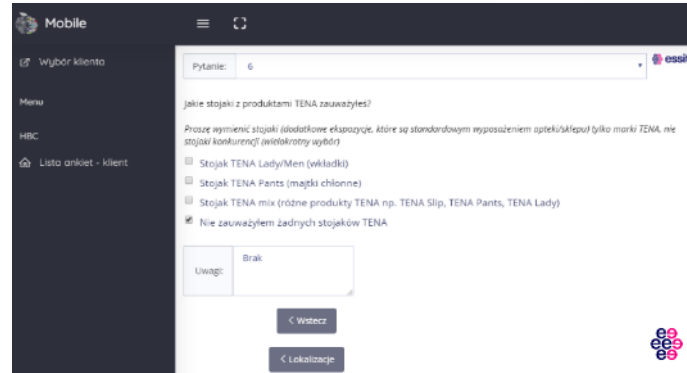 Mobile
Wybór klienta
Menu
HBC
Lista ankiet - klient
Pytanie: 6
essit
Jakie stojaki z produktami TENA zauważyłeś?
Proszę wymienić stojaki (dodatkowe ekspozycje, które są standardowym wyposażeniem apteki/sklepu) tylko marki TENA, nie
stojaki konkurencji (wielokrotny wybór)
Stojak TENA Lady/Men (wkładki)
Stojak TENA Pants (majtki chłonne)
Stojak TENA mix (różne produkty TENA np. TENA Slip, TENA Pants, TENA Lady)
Nie zauważyłem żadnych stojaków TENA
Uwagi: Brak
< Wstecz
< Lokalizacje